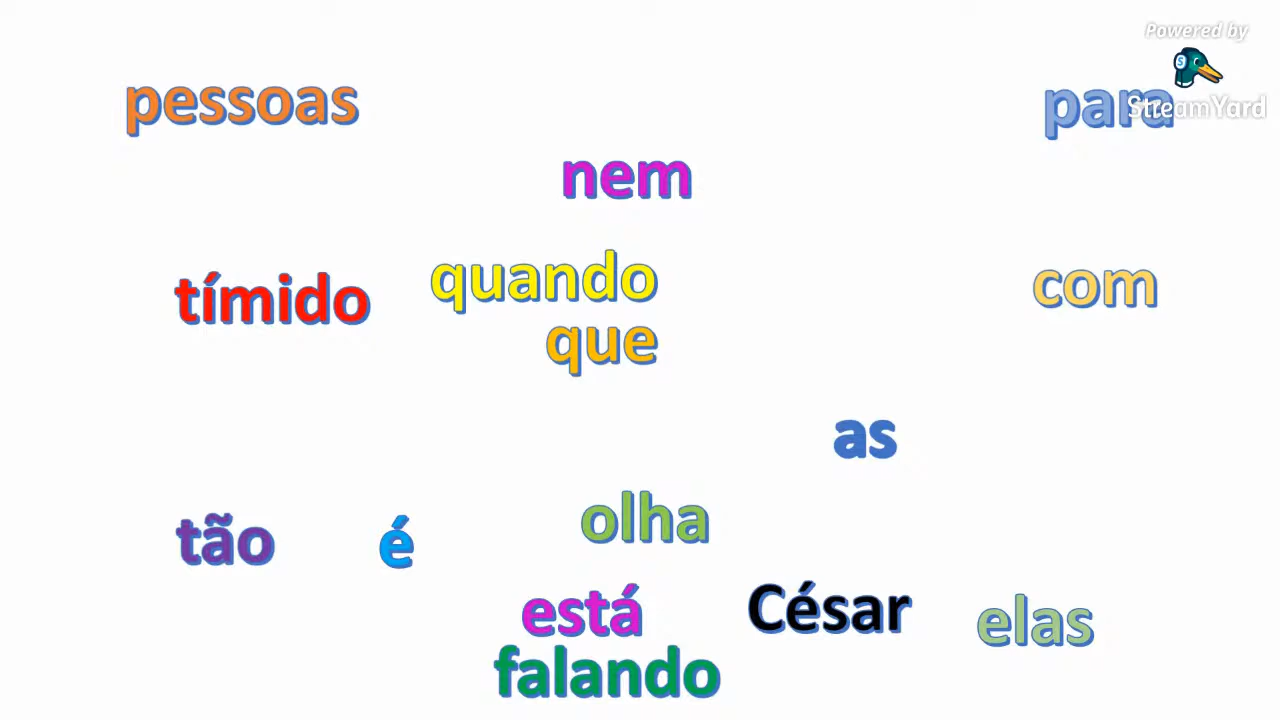 Powered by
StreamYard
pessoas
para
nem
quando
tímido
com
que
as
olha
tão
é
está
César
elas
falando